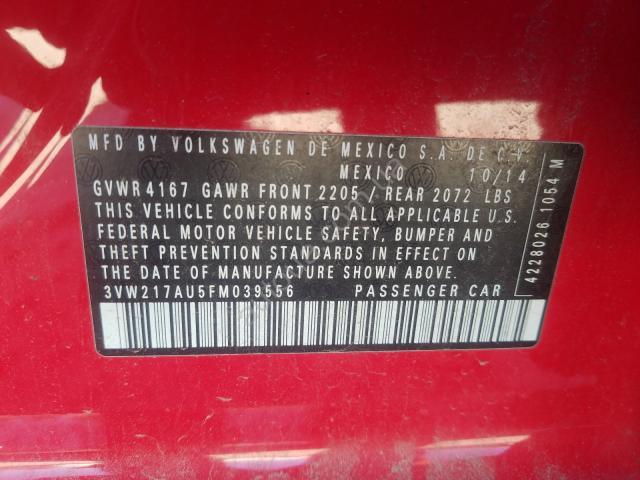 MFD BY VOLKSWAGEN DE MEXICO S.A. DE C.V.
MEXICO 10/14
GVWR 4167 GAWR FRONT 2205 / REAR 2072 LBS
THIS VEHICLE CONFORMS TO ALL APPLICABLE U.S.
FEDERAL MOTOR VEHICLE SAFETY, BUMPER AND
THEFT PREVENTION STANDARDS IN EFFECT ON
THE DATE OF MANUFACTURE SHOWN ABOVE.
3VW217AU5FM039556 PASSENGER CAR
4228026 1054 M